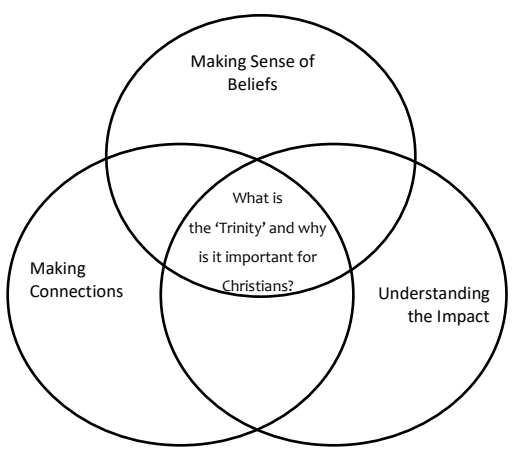 Making Sense of
Beliefs
What is
the ‘Trinity’ and why
is it important for
Christians?
Making
Connections
Understanding
the Impact